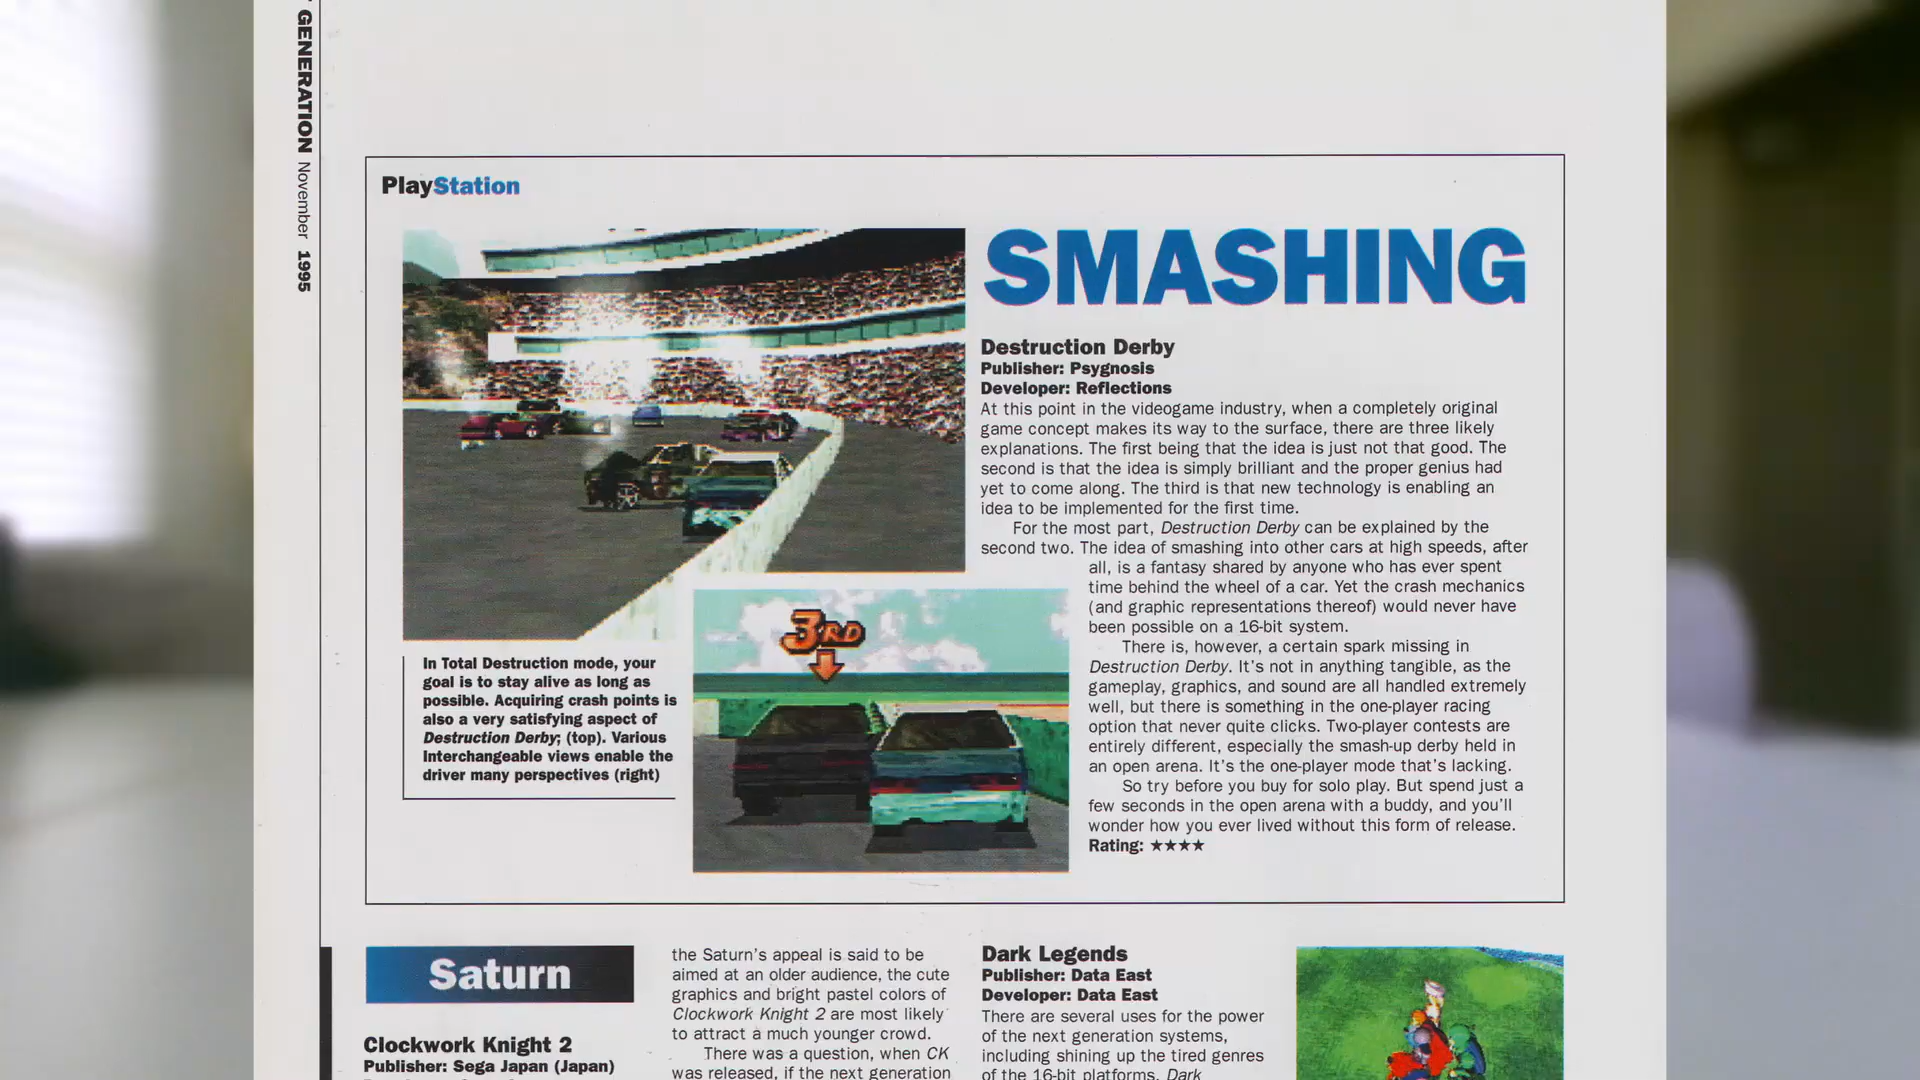 GENERATION November 1995
PlayStation
SMASHING
Destruction Derby
Publisher: Psygnosis
Developer: Reflections
At this point in the videogame industry, when a completely original
game concept makes its way to the surface, there are three likely
explanations. The first being that the idea is just not that good. The
second is that the idea is simply brilliant and the proper genius had
yet to come along. The third is that new technology is enabling an
idea to be implemented for the first time.
For the most part, Destruction Derby can be explained by the
second two. The idea of smashing into other cars at high speeds, after
all, is a fantasy shared by anyone who has ever spent
time behind the wheel of a car. Yet the crash mechanics
(and graphic representations thereof) would never have
been possible on a 16-bit system.
There is, however, a certain spark missing in
Destruction Derby. It's not in anything tangible, as the
gameplay, graphics, and sound are all handled extremely
well, but there is something in the one-player racing
option that never quite clicks. Two-player contests are
entirely different, especially the smash-up derby held in
an open arena. It's the one-player mode that's lacking.
So try before you buy for solo play. But spend just a
few seconds in the open arena with a buddy, and you'll
wonder how you ever lived without this form of release.
Rating: ★★★★
3RD
In Total Destruction mode, your
goal is to stay alive as long as
possible. Acquiring crash points is
also a very satisfying aspect of
Destruction Derby; (top). Various
Interchangeable views enable the
driver many perspectives (right)
Saturn
Clockwork Knight 2
Publisher: Sega Japan (Japan)
the Saturn's appeal is said to be
aimed at an older audience, the cute
graphics and bright pastel colors of
Clockwork Knight 2 are most likely
to attract a much younger crowd.
There was a question, when CK
was released, if the next generation
Dark Legends
Publisher: Data East
Developer: Data East
There are several uses for the power
of the next generation systems,
including shining up the tired genres
of the 16-bit platforms. Dark